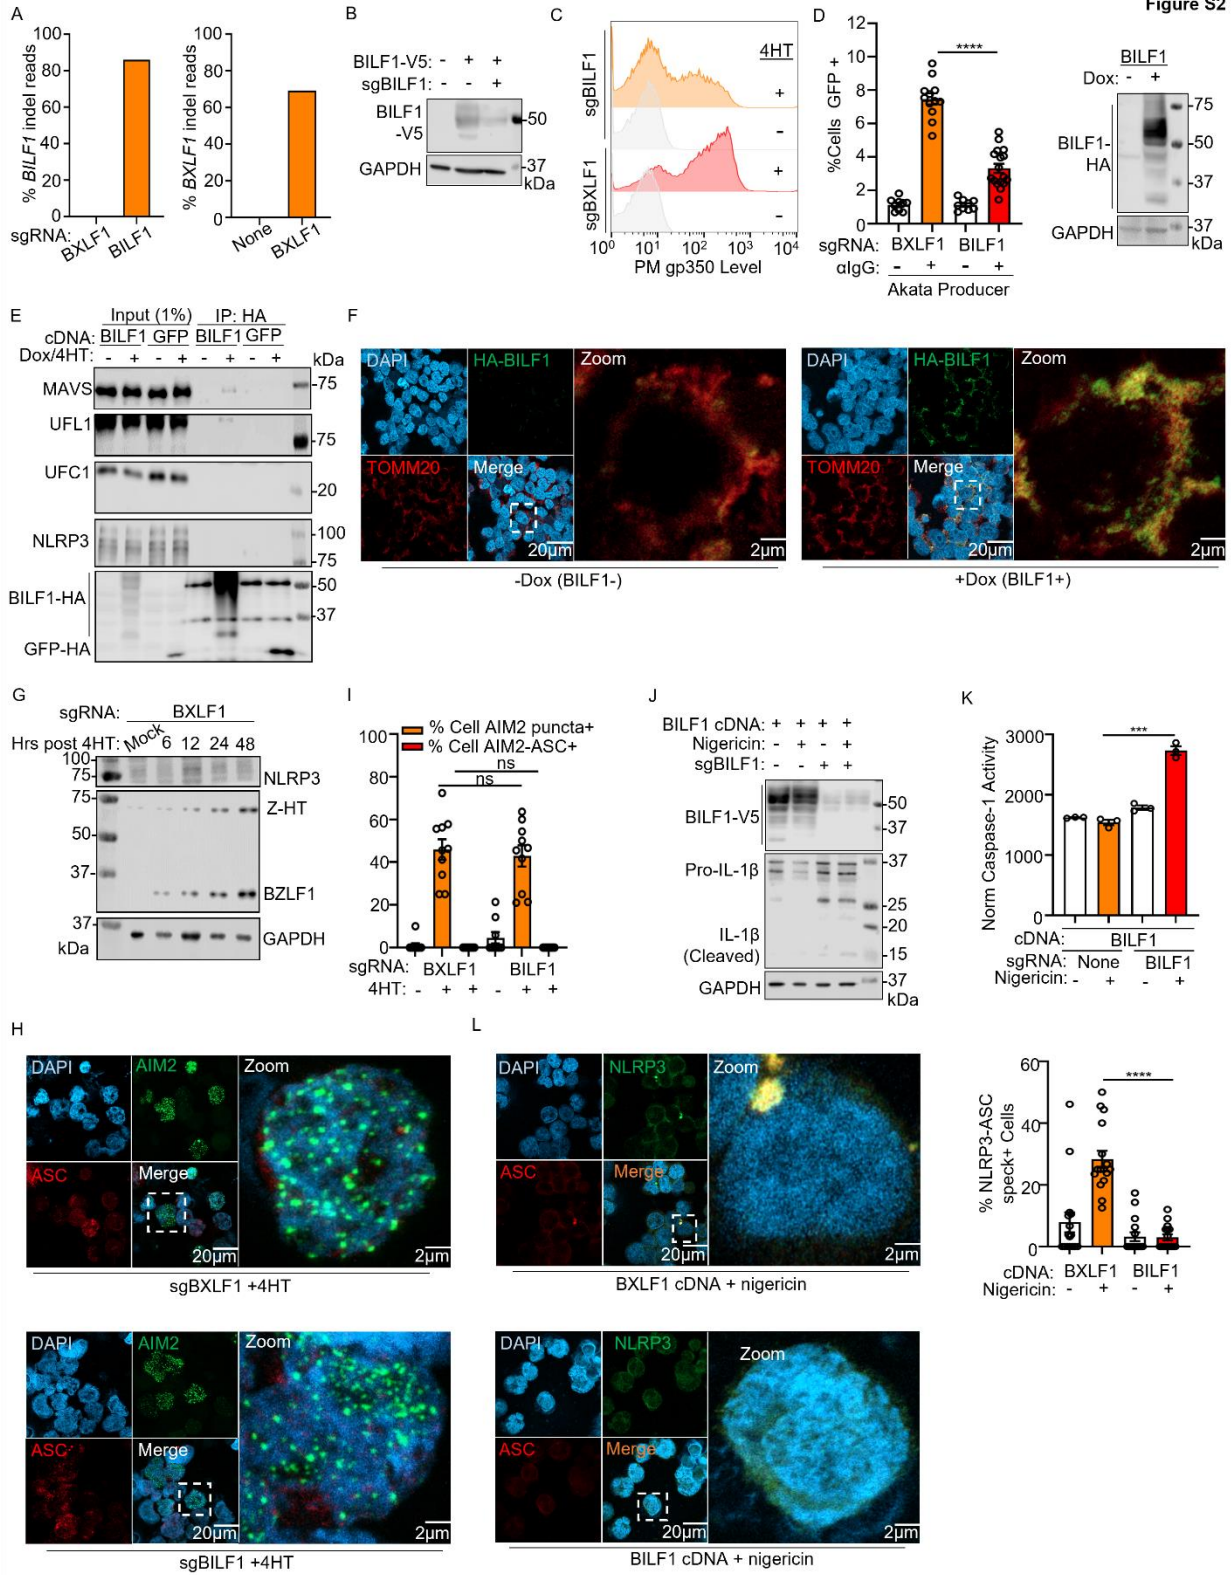 Figure S2
A
100
80
60
40
20
0
% BILF1 indel reads
sgRNA:
BXLF1
BILF1
100
80
60
40
20
0
% BXLF1 indel reads
None
BXLF1
B
BILF1-V5: - + +
sgBILF1: - - +
BILF1
-V5
50
GAPDH
37
kDa
C
4HT
sgBILF1
+
-
sgBXLF1
+
-
10⁰ 10¹ 10² 10³ 10⁴
PM gp350 Level
D
12
10
8
6
4
2
0
%Cells GFP +
****
sgRNA: BXLF1 BILF1
αIgG: - + - +
Akata Producer
BILF1
Dox: - +
BILF1-
HA
75
50
37
GAPDH
37
kDa
E
Input (1%) IP: HA
cDNA: BILF1 GFP BILF1 GFP
Dox/4HT: - + - + - + - +
kDa
MAVS
75
UFL1
75
UFC1
20
NLRP3
100
75
BILF1-HA
50
37
GFP-HA
F
DAPI
HA-BILF1
Zoom
TOMM20
Merge
20µm
2µm
-Dox (BILF1-)
DAPI
HA-BILF1
Zoom
TOMM20
Merge
20µm
2µm
+Dox (BILF1+)
G
sgRNA: BXLF1
Hrs post 4HT: Mock 6 12 24 48
100
75
NLRP3
75
Z-HT
50
37
BZLF1
37
kDa
GAPDH
I
% Cell AIM2 puncta+
% Cell AIM2-ASC+
100
80
60
40
20
0
ns
ns
sgRNA: BXLF1 BILF1
4HT: - + + - + +
J
BILF1 cDNA: + + + +
Nigericin: - + - +
sgBILF1: - - + +
BILF1-V5
50
37
Pro-IL-1β
37
25
20
IL-1β
(Cleaved)
15
GAPDH
37
kDa
K
3000
2000
1000
0
Norm Caspase-1 Activity
***
cDNA: BILF1
sgRNA: None BILF1
Nigericin: - + - +
H
DAPI
AIM2
Zoom
ASC
Merge
20µm
2µm
sgBXLF1 +4HT
DAPI
AIM2
Zoom
ASC
Merge
20µm
2µm
sgBILF1 +4HT
L
DAPI
NLRP3
Zoom
ASC
Merge
20µm
2µm
BXLF1 cDNA + nigericin
DAPI
NLRP3
Zoom
ASC
Merge
20µm
2µm
BILF1 cDNA + nigericin
60
40
20
0
% NLRP3-ASC
speck+ Cells
****
cDNA: BXLF1 BILF1
Nigericin: - + - +